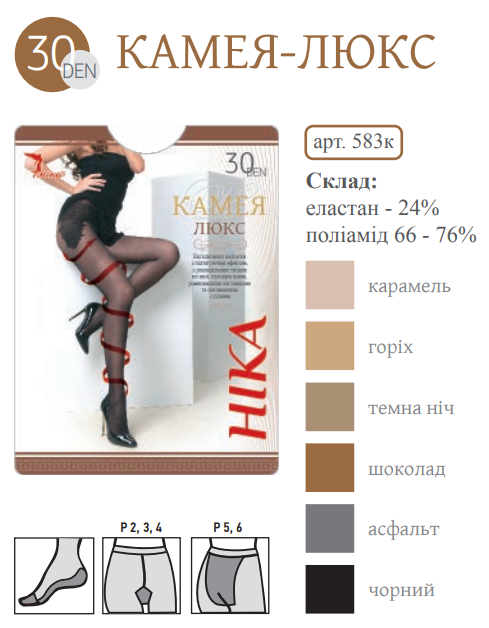 30
DEN
КАМЕЯ-ЛЮКС
арт. 583к
Склад:
еластан - 24%
поліамід 66 - 76%
30
DEN
КАМЕЯ
ЛЮКС
НІКА
карамель
горіх
темна ніч
шоколад
асфальт
чорний
Р 2, 3, 4
Р 5, 6